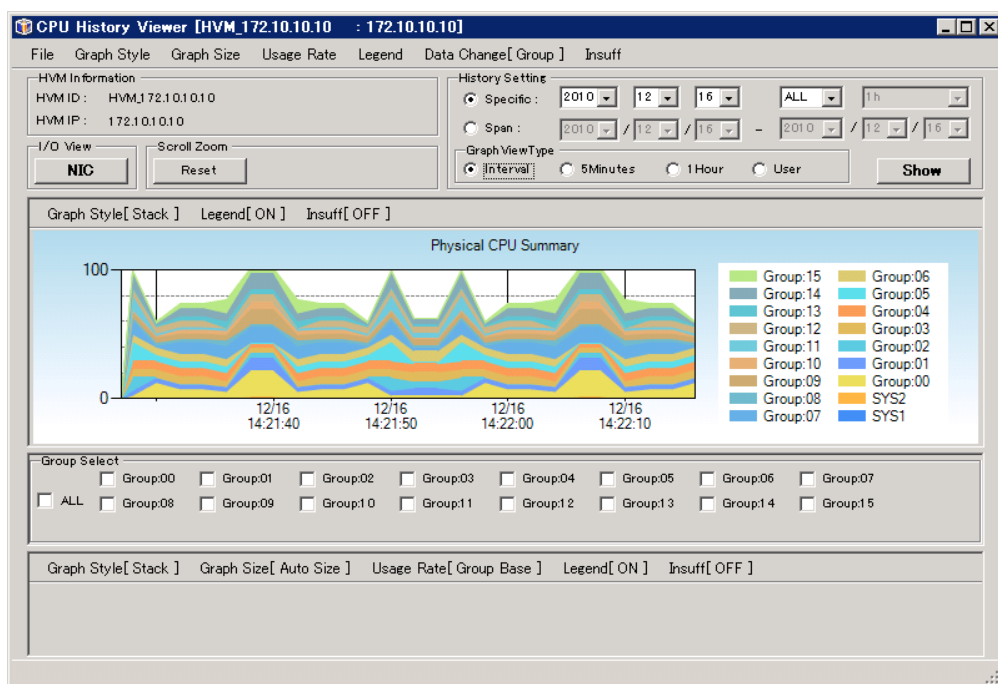 CPU History Viewer [HVM_172.10.10.10 : 172.10.10.10]
File Graph Style Graph Size Usage Rate Legend Data Change[ Group ] Insuff
HVM Information
HVM ID : HVM_172.10.10.10
HVM IP : 172.10.10.10
History Setting
Specific : 2010 12 16 ALL 1h
Span : 2010 / 12 / 16 – 2010 / 12 / 16
I/O View
NIC
Scroll Zoom
Reset
Graph View Type
Interval 5Minutes 1Hour User
Show
Graph Style[ Stack ] Legend[ ON ] Insuff[ OFF ]
Physical CPU Summary
100
0
12/16 12/16 12/16 12/16
14:21:40 14:21:50 14:22:00 14:22:10
Group:15 Group:06
Group:14 Group:05
Group:13 Group:04
Group:12 Group:03
Group:11 Group:02
Group:10 Group:01
Group:09 Group:00
Group:08 SYS2
Group:07 SYS1
Group Select
ALL
Group:00 Group:01 Group:02 Group:03 Group:04 Group:05 Group:06 Group:07
Group:08 Group:09 Group:10 Group:11 Group:12 Group:13 Group:14 Group:15
Graph Style[ Stack ] Graph Size[ Auto Size ] Usage Rate[ Group Base ] Legend[ ON ] Insuff[ OFF ]